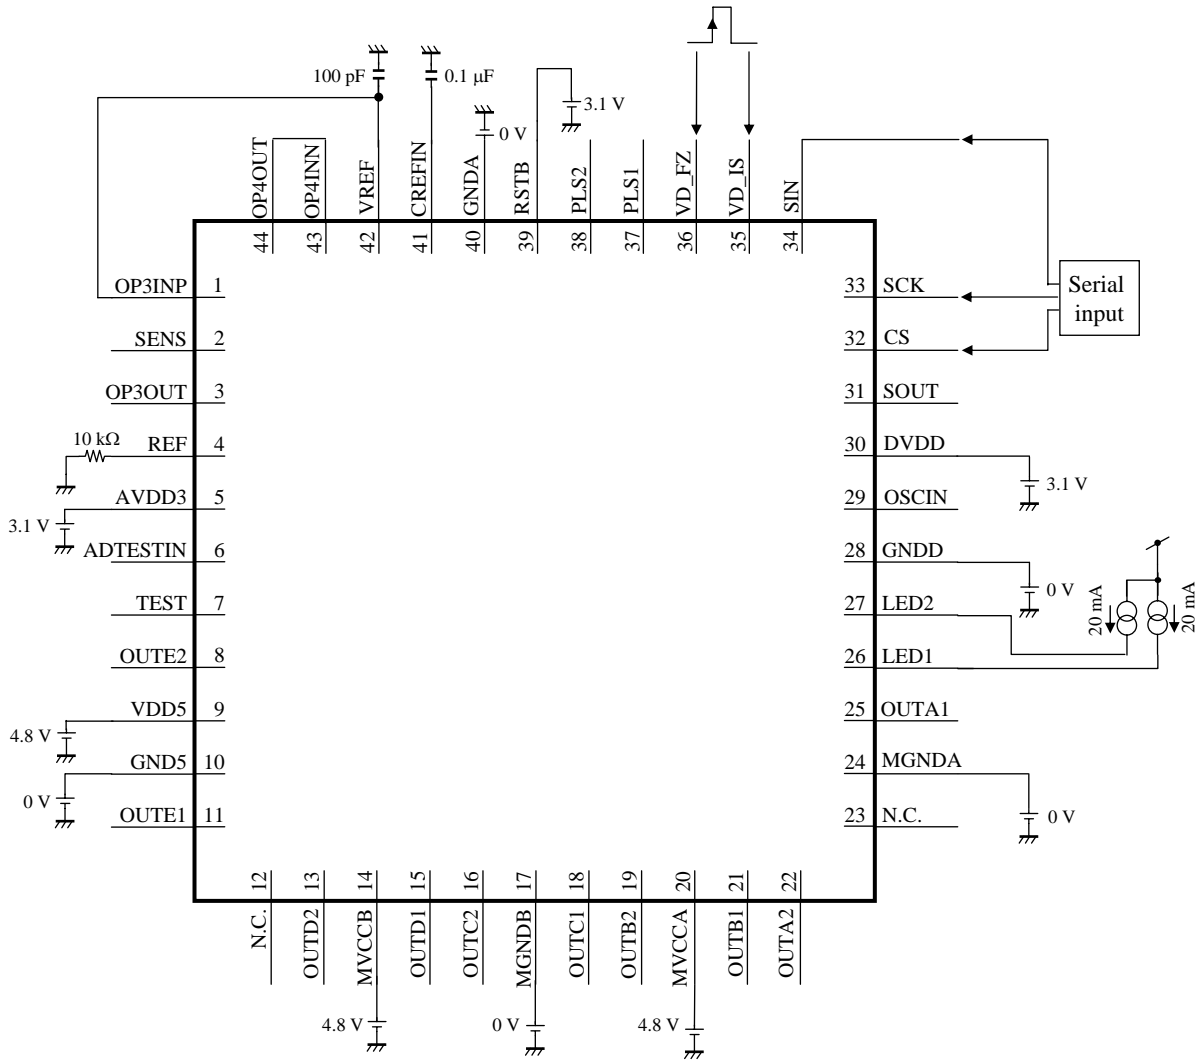 100 pF
0.1 µF
3.1 V
0 V
OP4OUT
OP4INN
VREF
CREFIN
GNDA
RSTB
PLS2
PLS1
VD_FZ
VD_IS
SIN
44
43
42
41
40
39
38
37
36
35
34
OP3INP 1
SENS 2
OP3OUT 3
10 kΩ REF 4
AVDD3 5
3.1 V
ADTESTIN 6
TEST 7
OUTE2 8
VDD5 9
4.8 V
GND5 10
0 V
OUTE1 11
33 SCK
Serial
input
32 CS
31 SOUT
30 DVDD
3.1 V
29 OSCIN
28 GNDD
0 V
27 LED2
20 mA
20 mA
26 LED1
25 OUTA1
24 MGNDA
0 V
23 N.C.
12
13
14
15
16
17
18
19
20
21
22
N.C.
OUTD2
MVCCB
OUTD1
OUTC2
MGNDB
OUTC1
OUTB2
MVCCA
OUTB1
OUTA2
4.8 V
0 V
4.8 V